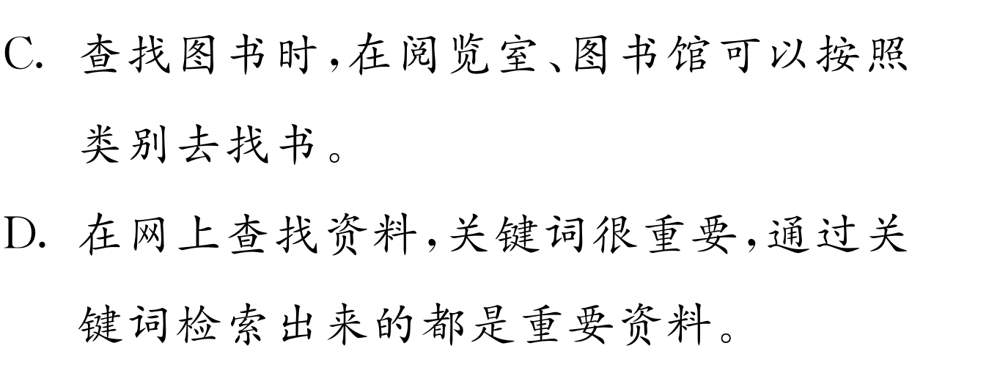 C. 查找图书时,在阅览室、图书馆可以按照
类别去找书。
D. 在网上查找资料,关键词很重要,通过关
键词检索出来的都是重要资料。